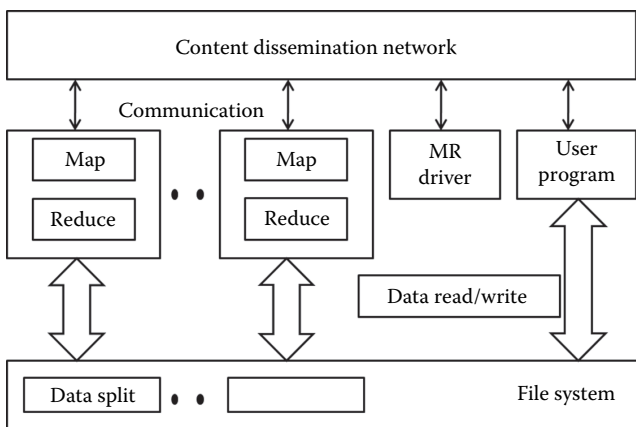 Content dissemination network
Communication
Map
Reduce
Map
Reduce
MR
driver
User
program
Data read/write
Data split
File system